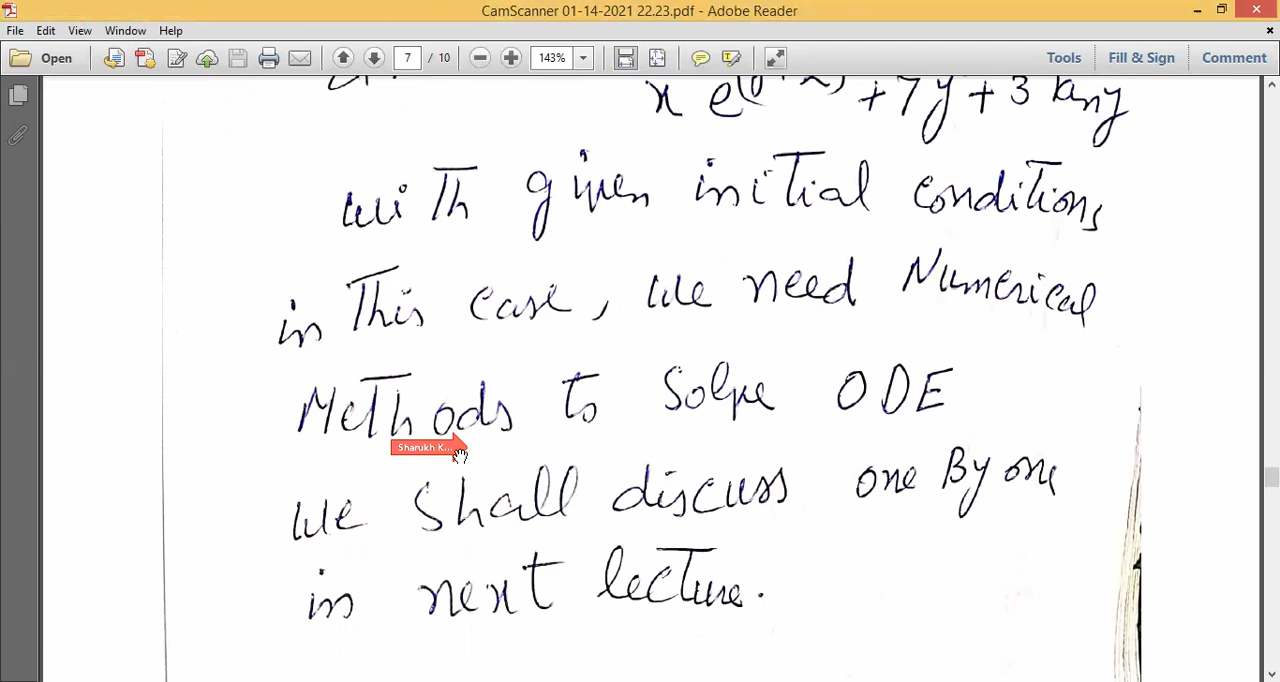 CamScanner 01-14-2021 22.23.pdf - Adobe Reader
File Edit View Window Help
Open 7 / 10 143% Tools Fill & Sign Comment
+ 7y + 3 tany
with given initial conditions
in this case, we need Numerical
Methods to Solve ODE
Sharukh K...
we shall discuss one By one
in next lecture.